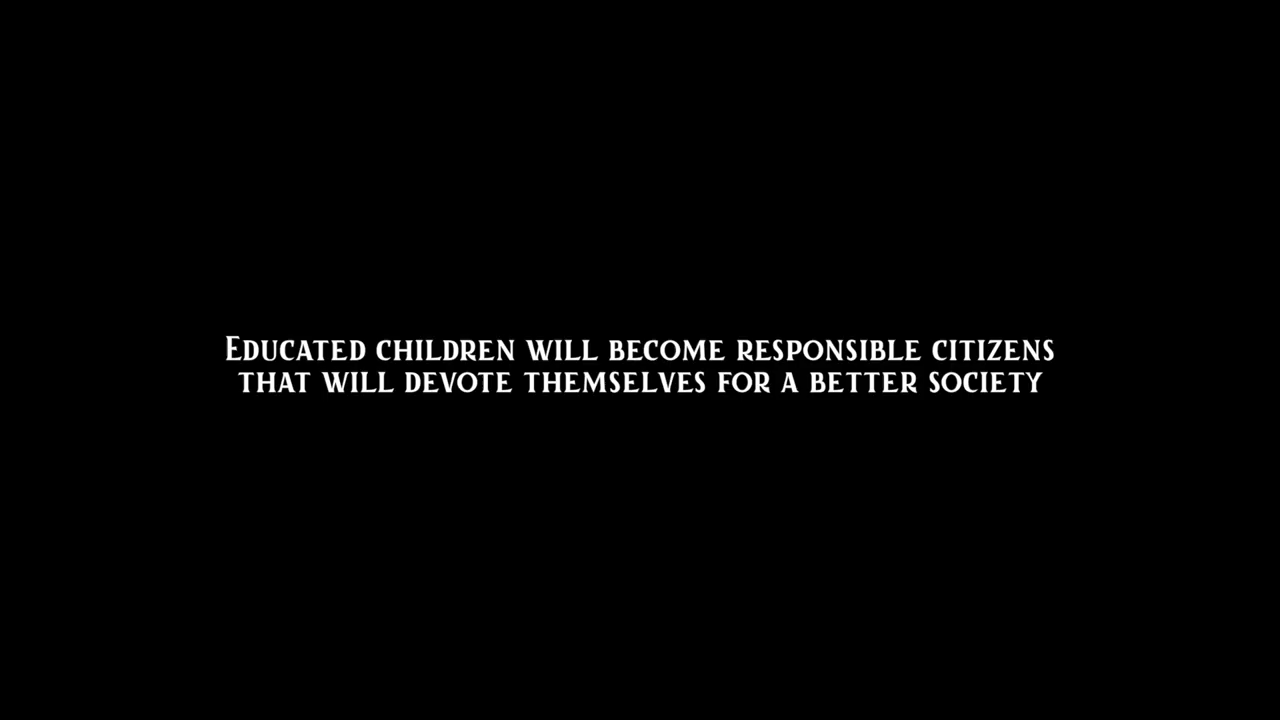 Educated children will become responsible citizens
that will devote themselves for a better society